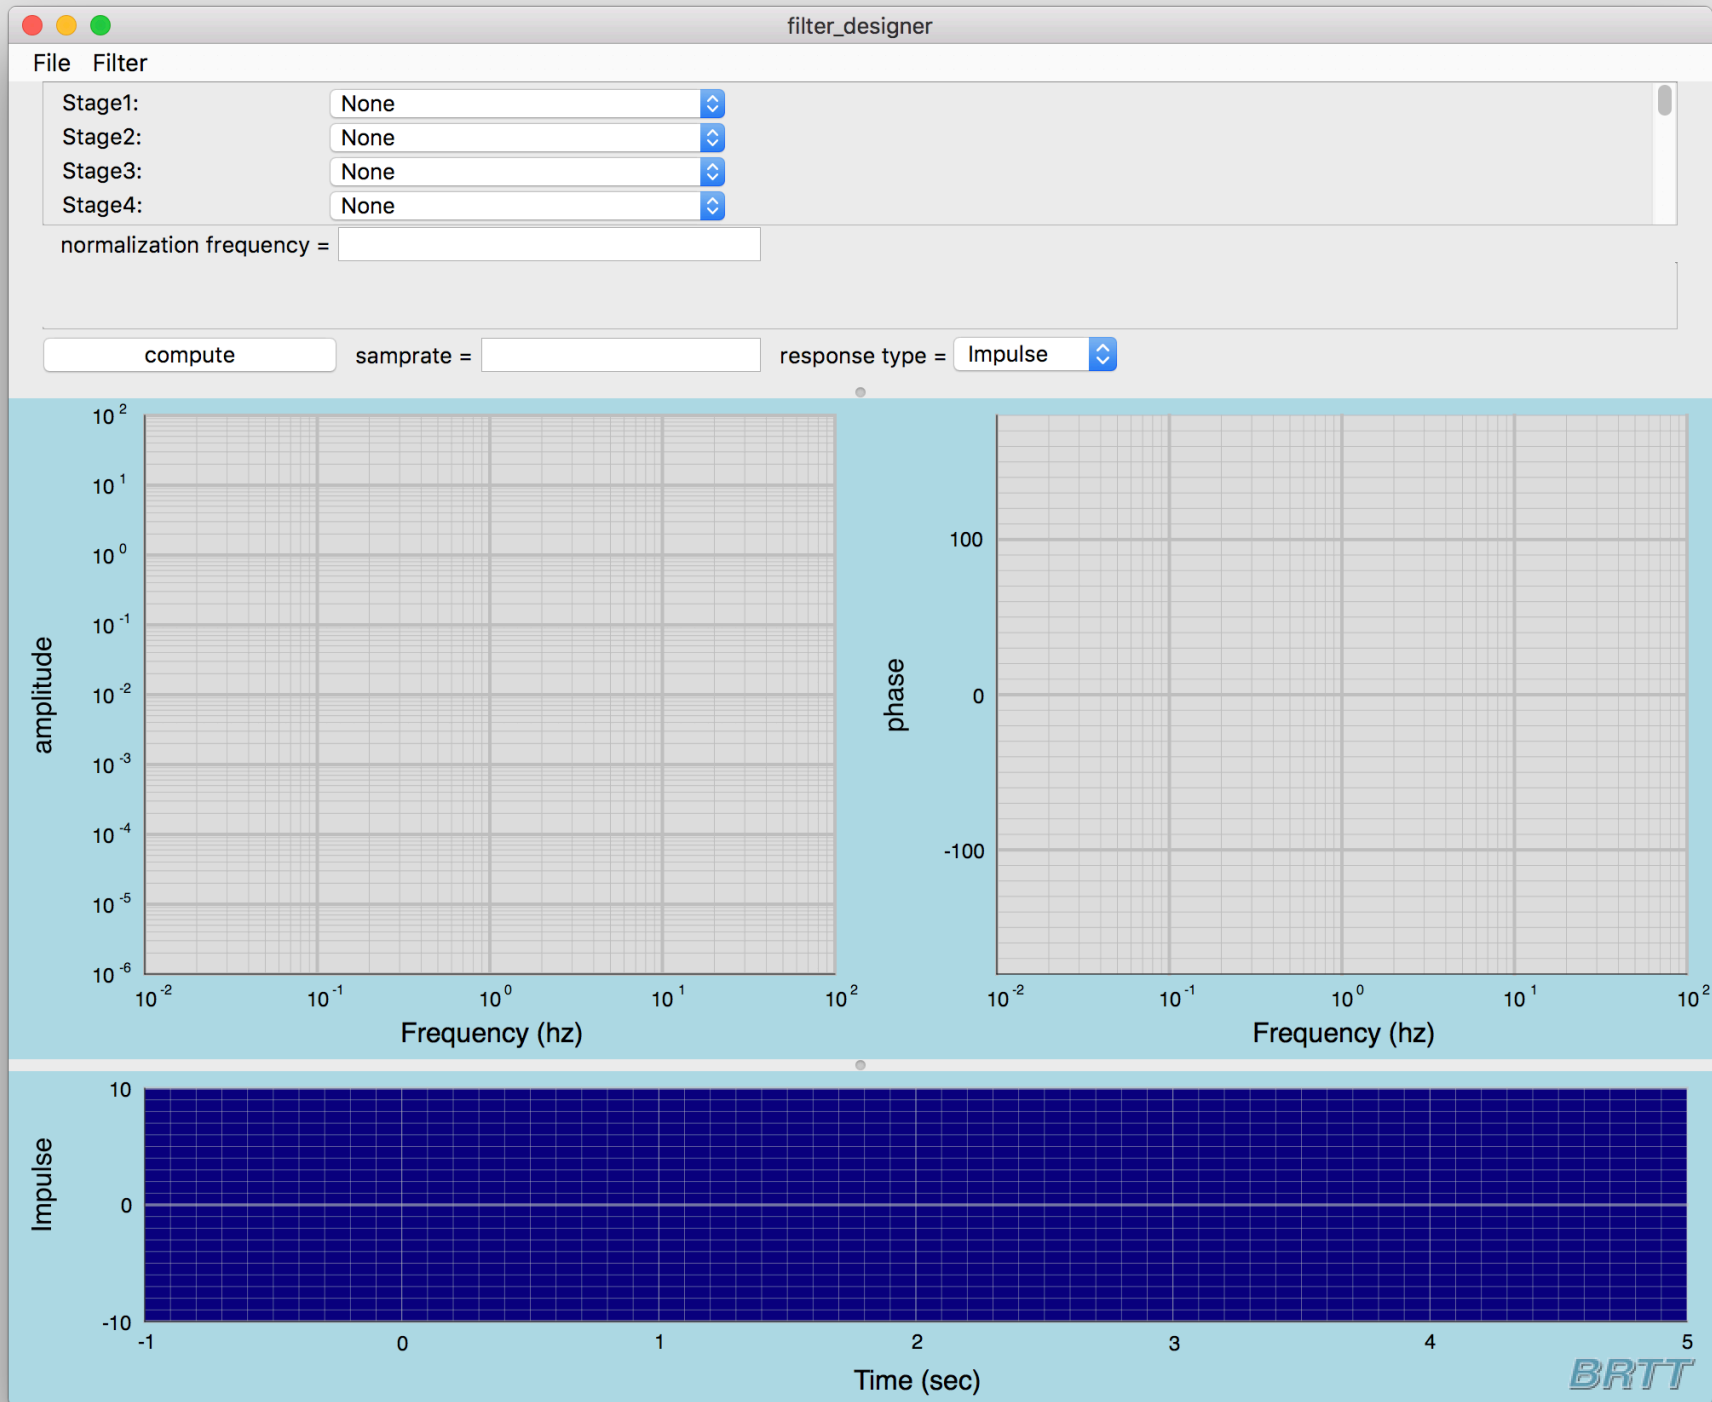 filter_designer
File Filter
Stage1: None
Stage2: None
Stage3: None
Stage4: None
normalization frequency =
compute samprate = response type = Impulse
10 2
10 1
10 0
10 -1
10 -2
10 -3
10 -4
10 -5
10 -6
amplitude
10 -2 10 -1 10 0 10 1 10 2
Frequency (hz)
100
0
-100
phase
10 -2 10 -1 10 0 10 1 10 2
Frequency (hz)
10
0
-10
Impulse
-1 0 1 2 3 4 5
Time (sec)
BRTT